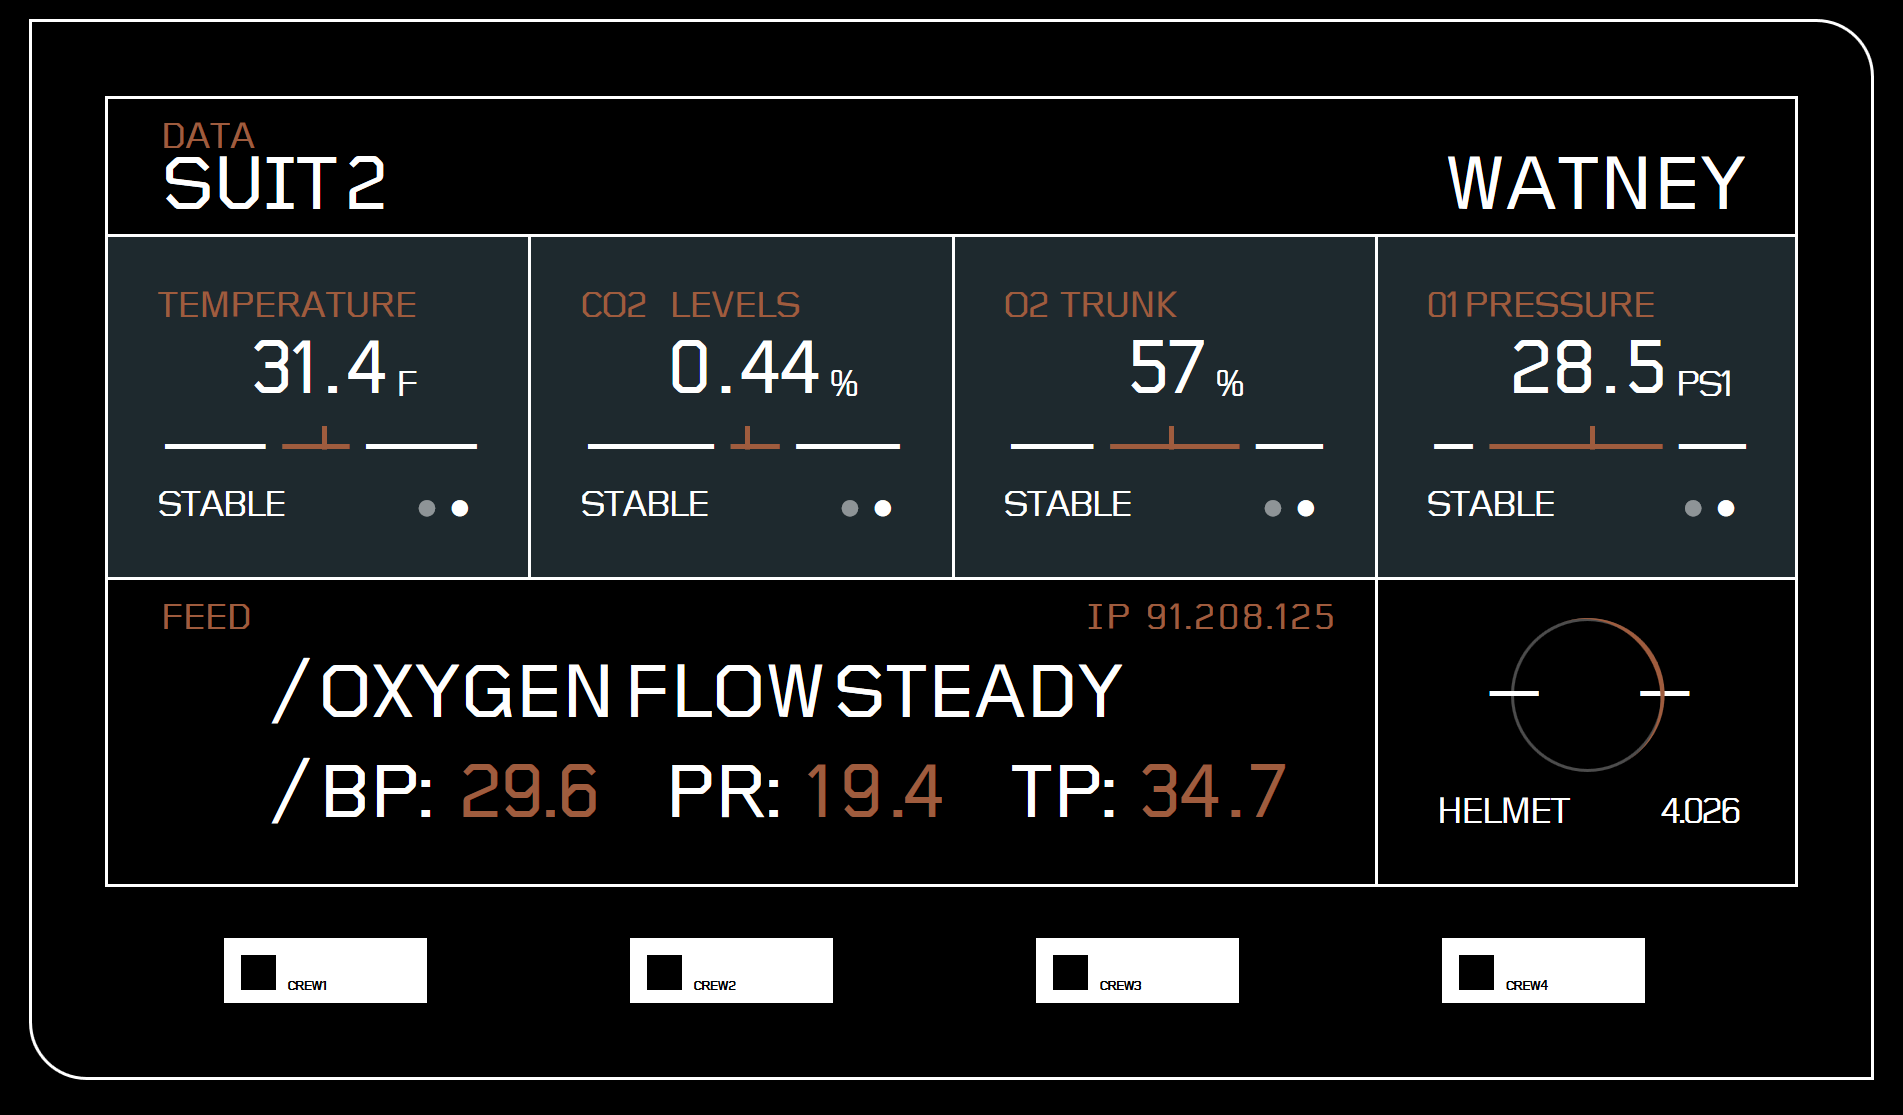 DATA
SUIT 2
WATNEY
TEMPERATURE
31.4 F
STABLE
CO2 LEVELS
0.44 %
STABLE
O2 TRUNK
57 %
STABLE
01 PRESSURE
28.5 PS1
STABLE
FEED
IP 91.208.125
/ OXYGEN FLOW STEADY
/ BP: 29.6 PR: 19.4 TP: 34.7
HELMET 4.026
CREW1
CREW2
CREW3
CREW4